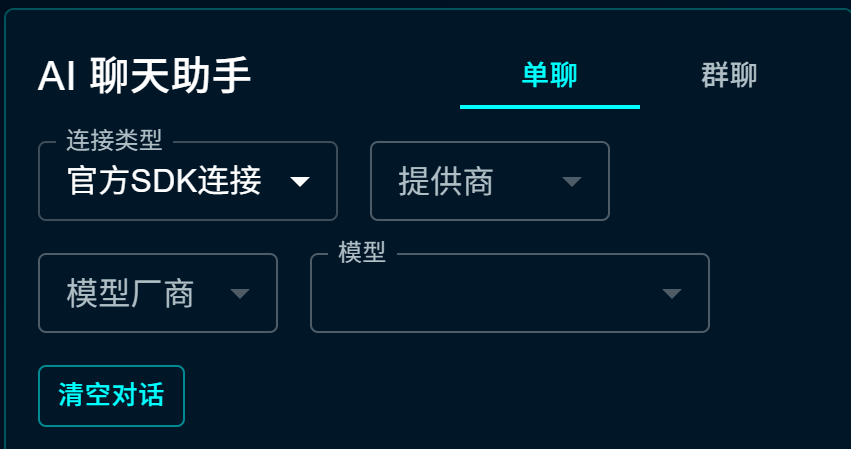 AI 聊天助手
单聊
群聊
连接类型
官方SDK连接
提供商
模型厂商
模型
清空对话